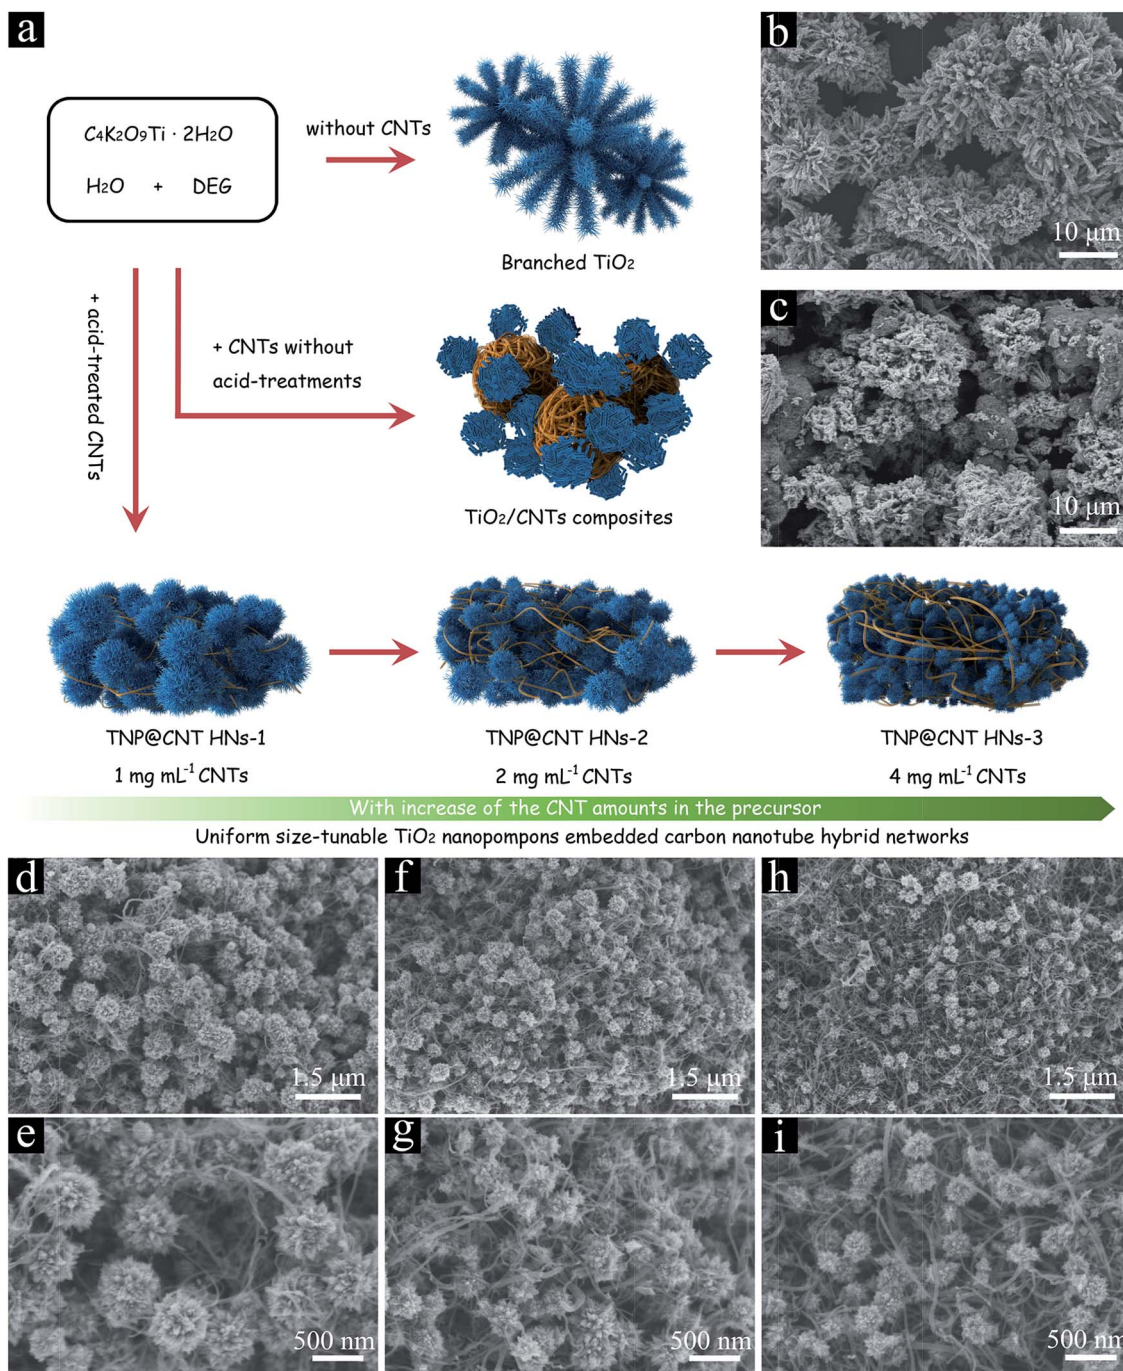 a
C₄K₂O₉Ti · 2H₂O
H₂O + DEG
without CNTs
Branched TiO₂
+ acid-treated CNTs
+ CNTs without
acid-treatments
TiO₂/CNTs composites
b
10 μm
c
10 μm
TNP@CNT HNs-1
1 mg mL⁻¹ CNTs
TNP@CNT HNs-2
2 mg mL⁻¹ CNTs
TNP@CNT HNs-3
4 mg mL⁻¹ CNTs
With increase of the CNT amounts in the precursor
Uniform size-tunable TiO₂ nanopompons embedded carbon nanotube hybrid networks
d
1.5 μm
f
1.5 μm
h
1.5 μm
e
500 nm
g
500 nm
i
500 nm